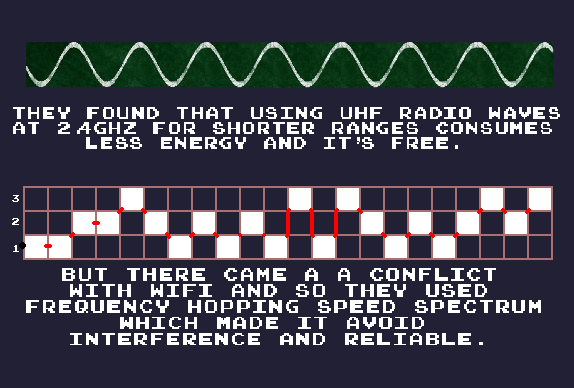 THEY FOUND THAT USING UHF RADIO WAVES
AT 2.4GHZ FOR SHORTER RANGES CONSUMES
LESS ENERGY AND IT'S FREE.
3
2
1
BUT THERE CAME A A CONFLICT
WITH WIFI AND SO THEY USED
FREQUENCY HOPPING SPEED SPECTRUM
WHICH MADE IT AVOID
INTERFERENCE AND RELIABLE.